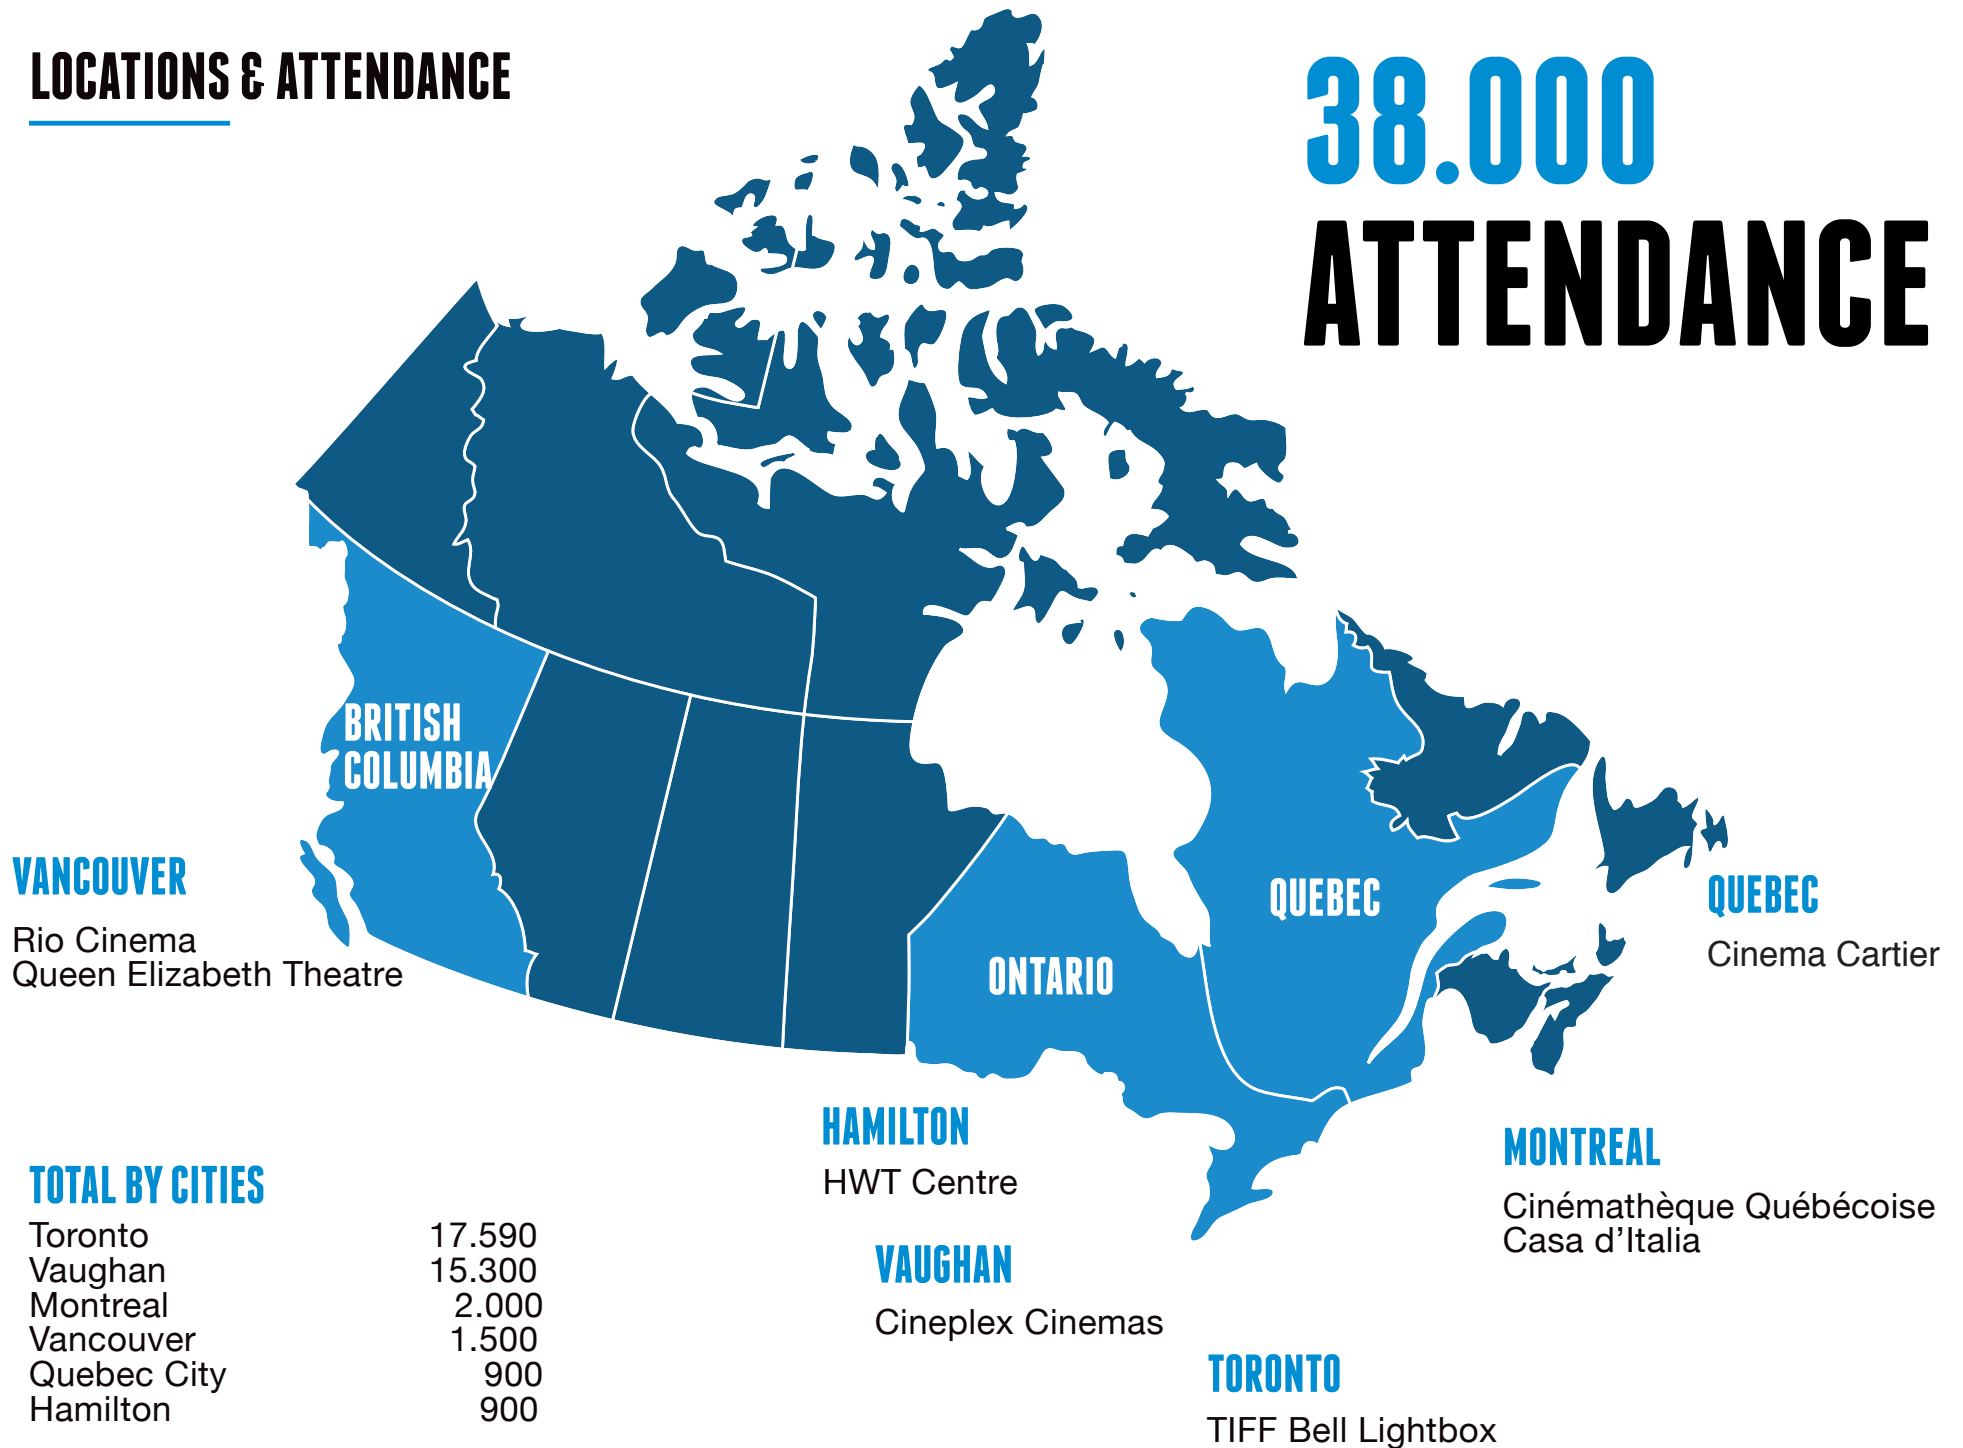 LOCATIONS & ATTENDANCE
38.000
ATTENDANCE
BRITISH
COLUMBIA
QUEBEC
ONTARIO
VANCOUVER
Rio Cinema
Queen Elizabeth Theatre
QUEBEC
Cinema Cartier
HAMILTON
HWT Centre
VAUGHAN
Cineplex Cinemas
TORONTO
TIFF Bell Lightbox
MONTREAL
Cinémathèque Québécoise
Casa d’Italia
TOTAL BY CITIES
Toronto 17.590
Vaughan 15.300
Montreal 2.000
Vancouver 1.500
Quebec City 900
Hamilton 900